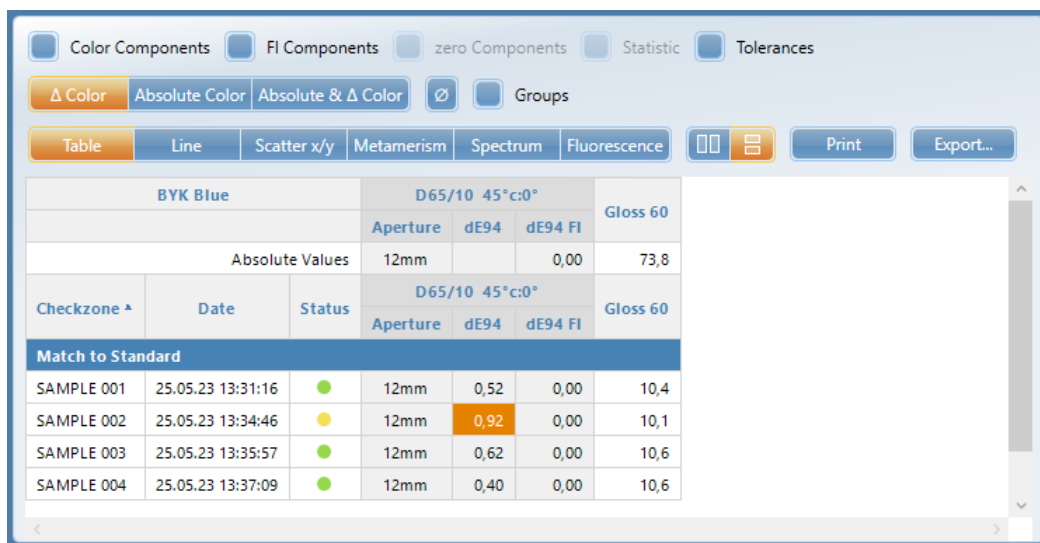 Color Components FI Components zero Components Statistic Tolerances
Δ Color Absolute Color Absolute & Δ Color Ø Groups
Table Line Scatter x/y Metamerism Spectrum Fluorescence Print Export...
BYK Blue D65/10 45°c:0° Gloss 60
Aperture dE94 dE94 FI
Absolute Values 12mm 0,00 73,8
Checkzone Date Status D65/10 45°c:0° Gloss 60
Aperture dE94 dE94 FI
Match to Standard
SAMPLE 001 25.05.23 13:31:16 12mm 0,52 0,00 10,4
SAMPLE 002 25.05.23 13:34:46 12mm 0,92 0,00 10,1
SAMPLE 003 25.05.23 13:35:57 12mm 0,62 0,00 10,6
SAMPLE 004 25.05.23 13:37:09 12mm 0,40 0,00 10,6